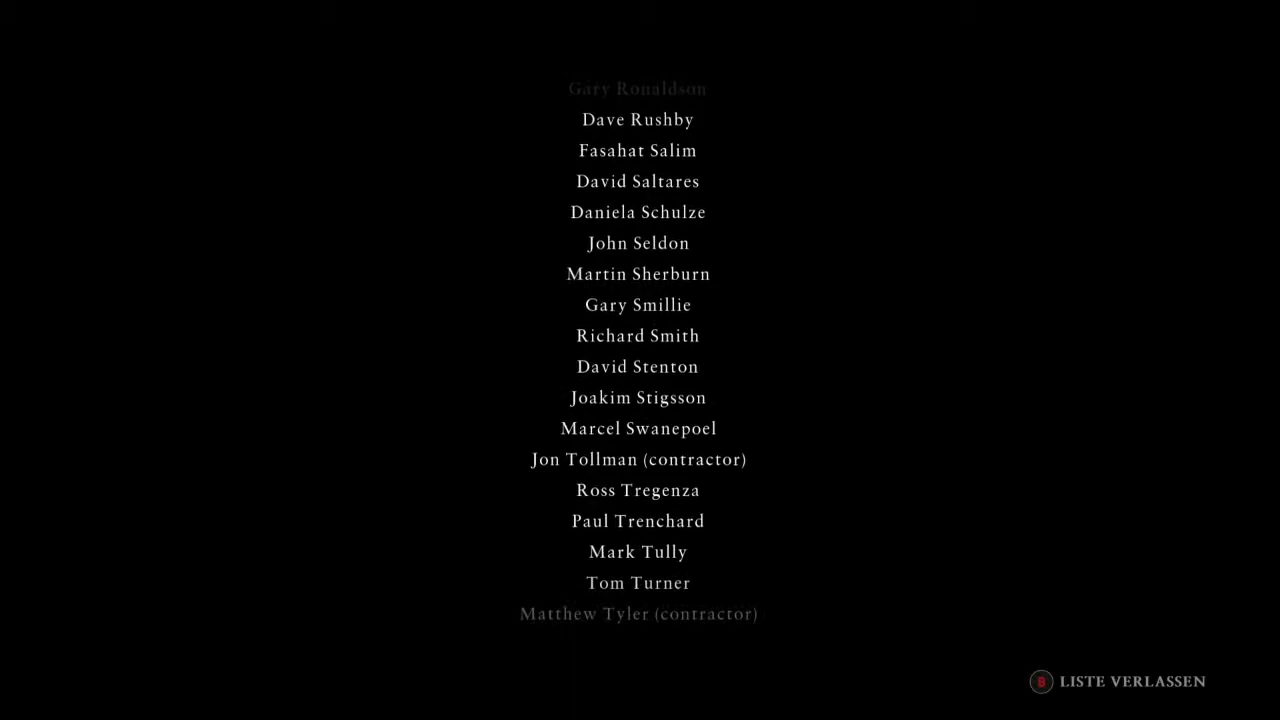 Gary Ronaldson
Dave Rushby
Fasahat Salim
David Saltares
Daniela Schulze
John Seldon
Martin Sherburn
Gary Smillie
Richard Smith
David Stenton
Joakim Stigsson
Marcel Swanepoel
Jon Tollman (contractor)
Ross Tregenza
Paul Trenchard
Mark Tully
Tom Turner
Matthew Tyler (contractor)
B LISTE VERLASSEN